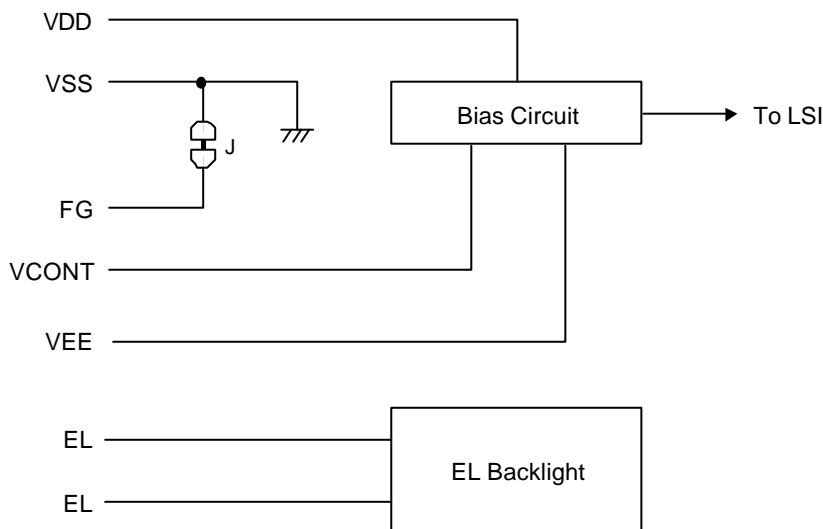 VDD
VSS
Bias Circuit
To LSI
J
FG
VCONT
VEE
EL
EL Backlight
EL